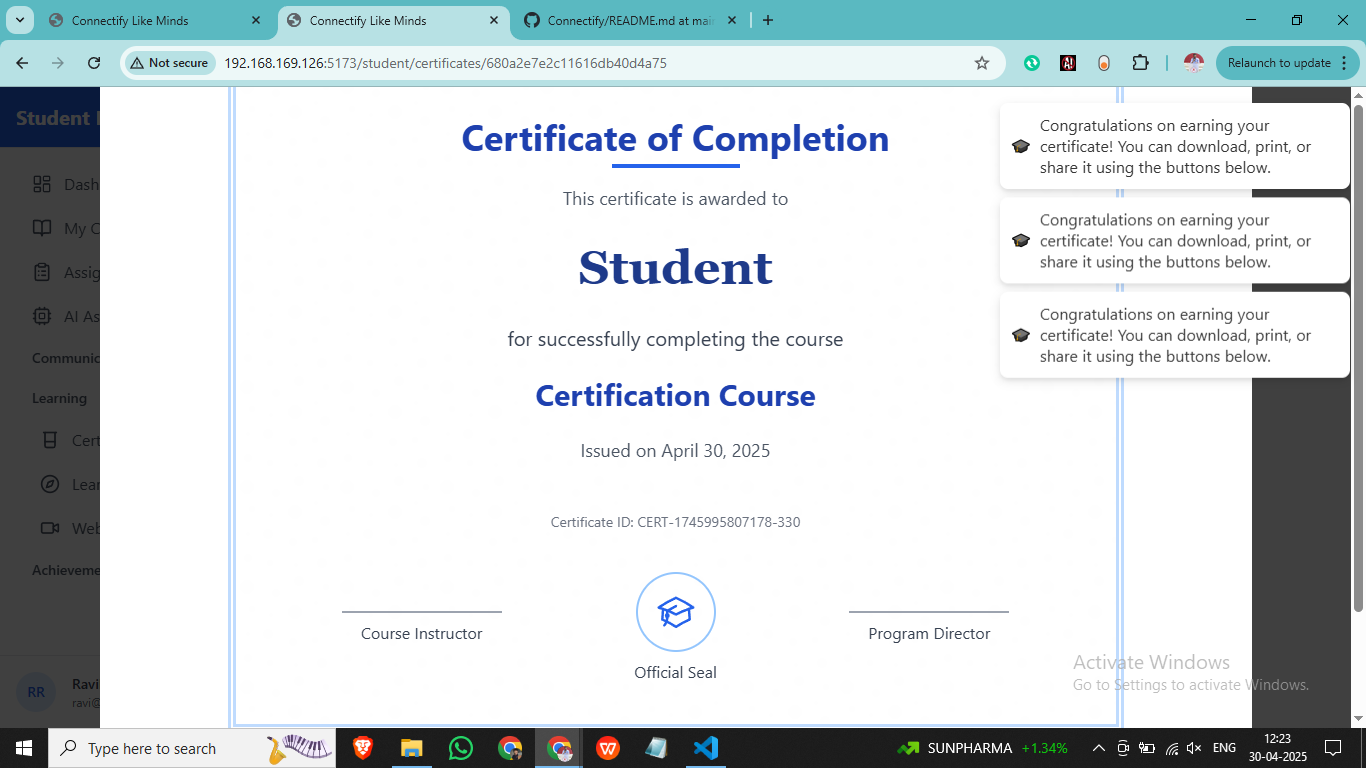 Connectify Like Minds
Connectify Like Minds
Connectify/README.md at mai
Not secure
192.168.169.126:5173/student/certificates/680a2e7e2c11616db40d4a75
Relaunch to update
Student
Dash
My C
Assig
AI As
Communic
Learning
Cert
Lear
Web
Achieveme
RR
Ravi
ravi@
Certificate of Completion
This certificate is awarded to
Student
for successfully completing the course
Certification Course
Issued on April 30, 2025
Certificate ID: CERT-1745995807178-330
Course Instructor
Official Seal
Program Director
Congratulations on earning your
certificate! You can download, print, or
share it using the buttons below.
Congratulations on earning your
certificate! You can download, print, or
share it using the buttons below.
Congratulations on earning your
certificate! You can download, print, or
share it using the buttons below.
Activate Windows
Go to Settings to activate Windows.
Type here to search
SUNPHARMA +1.34%
ENG
12:23
30-04-2025